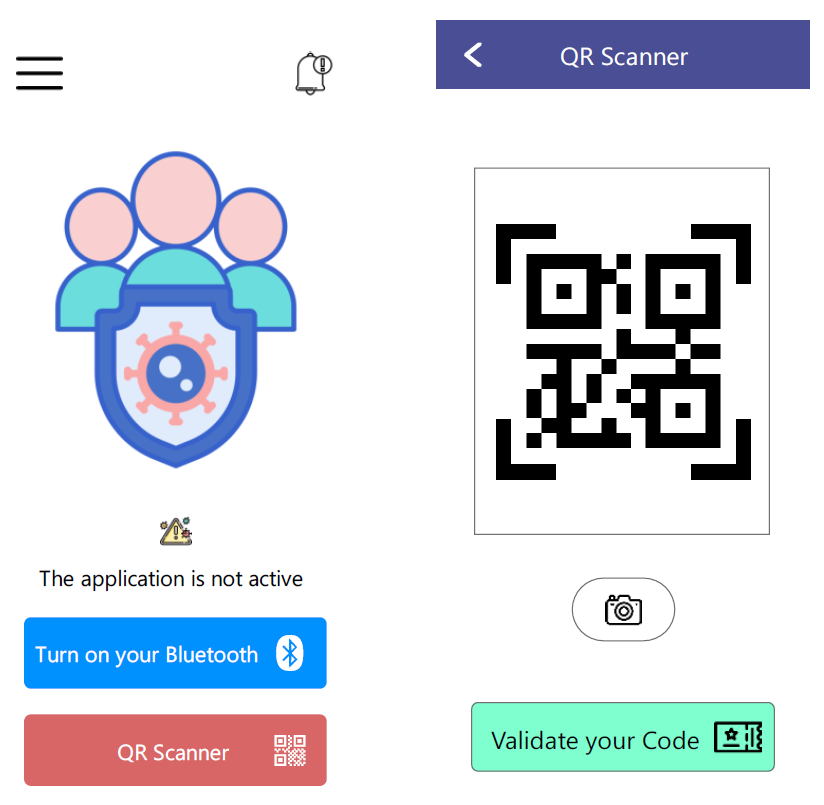 The application is not active
Turn on your Bluetooth
QR Scanner
QR Scanner
Validate your Code